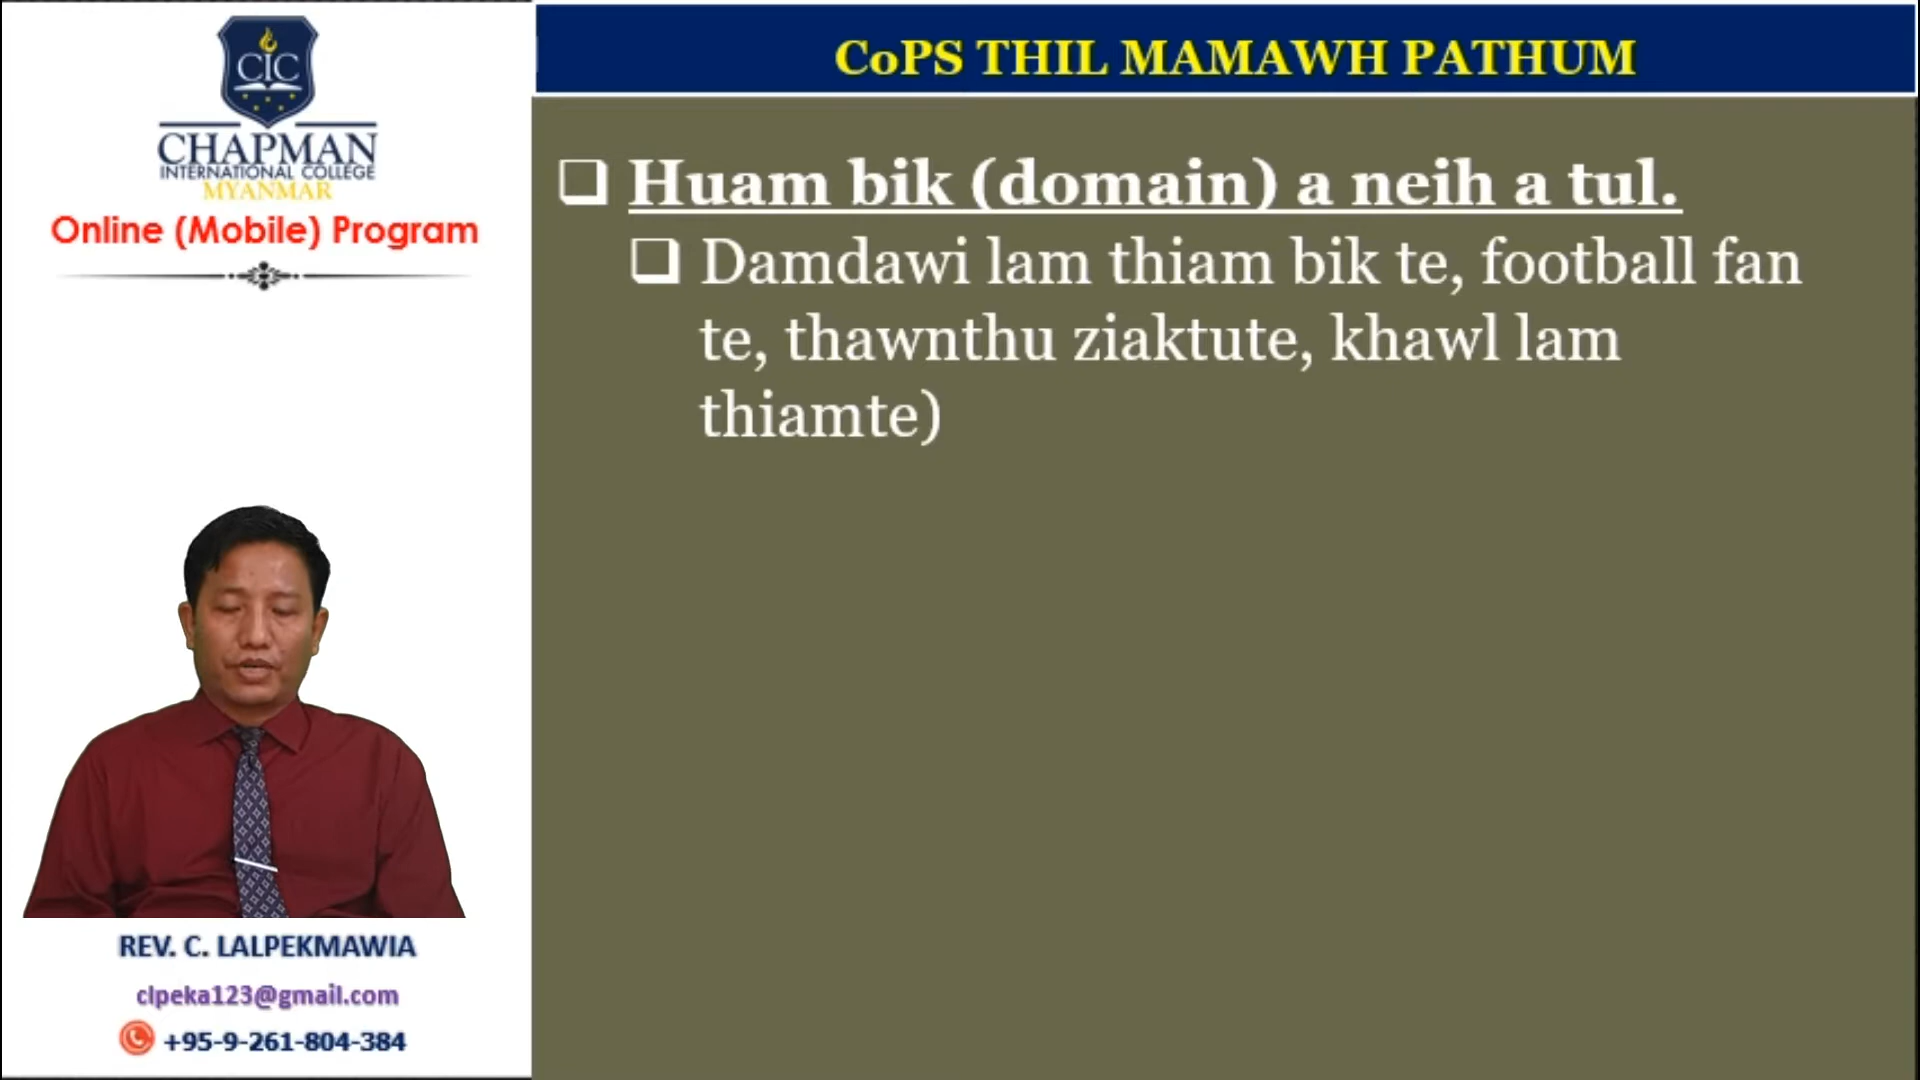 CIC
CHAPMAN
INTERNATIONAL COLLEGE
MYANMAR
Online (Mobile) Program
REV. C. LALPEKMAWIA
clpeka123@gmail.com
+95-9-261-804-384
CoPS THIL MAMAWH PATHUM
Huam bik (domain) a neih a tul.
Damdawi lam thiam bik te, football fan
te, thawnthu ziaktute, khawl lam
thiamte)